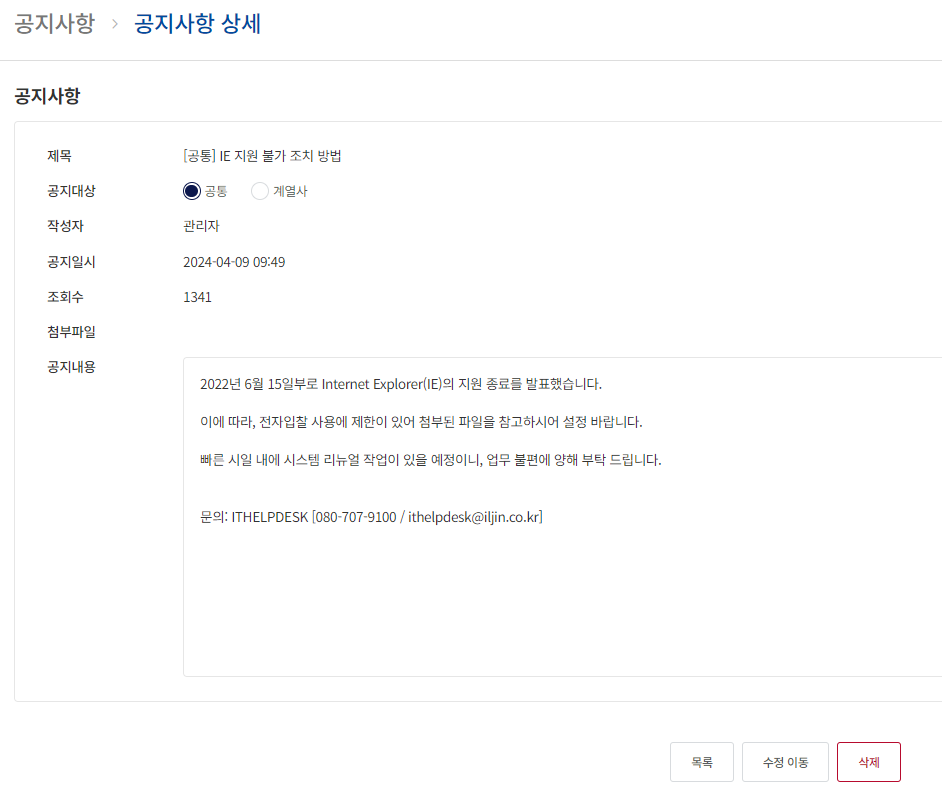 공지사항 > 공지사항 상세
공지사항
제목 [공통] IE 지원 불가 조치 방법
공지대상 공통 계열사
작성자 관리자
공지일시 2024-04-09 09:49
조회수 1341
첨부파일
공지내용
2022년 6월 15일부로 Internet Explorer(IE)의 지원 종료를 발표했습니다.
이에 따라, 전자입찰 사용에 제한이 있어 첨부된 파일을 참고하시어 설정 바랍니다.
빠른 시일 내에 시스템 리뉴얼 작업이 있을 예정이니, 업무 불편에 양해 부탁 드립니다.
문의: ITHELPDESK [080-707-9100 / ithelpdesk@iljin.co.kr]
목록 수정 이동 삭제